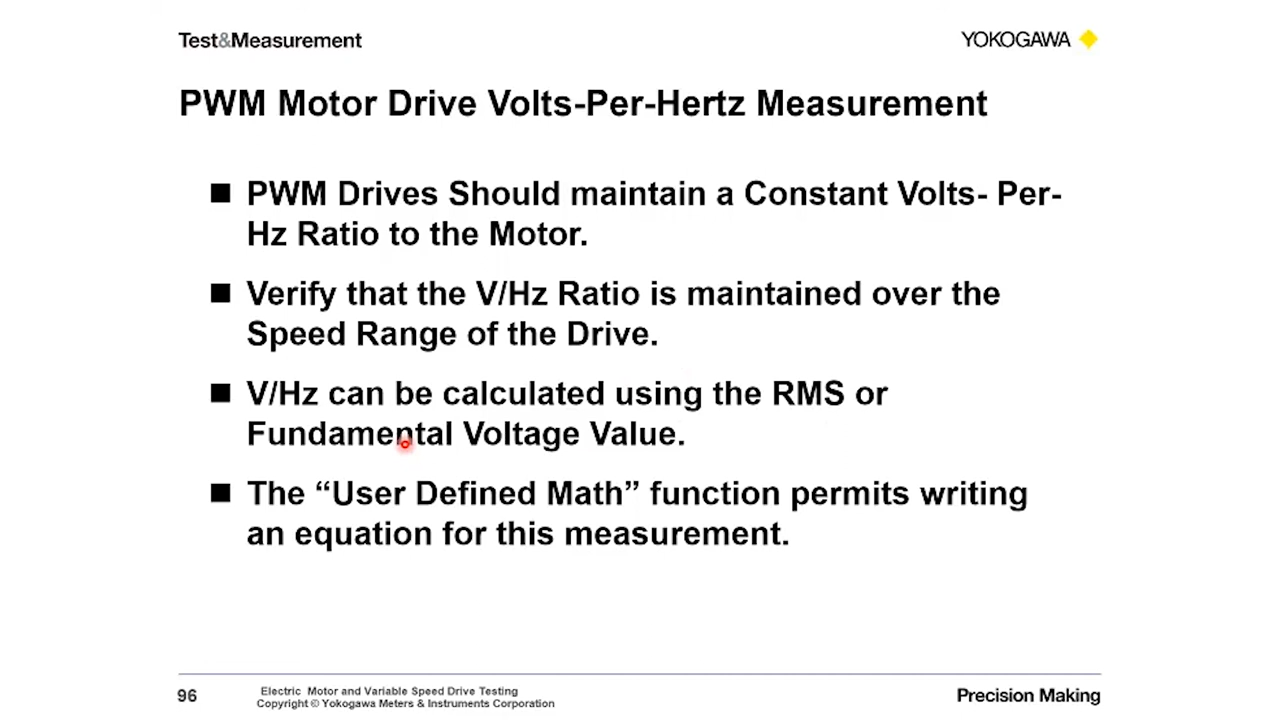 Test&Measurement
YOKOGAWA
PWM Motor Drive Volts-Per-Hertz Measurement
PWM Drives Should maintain a Constant Volts- Per-
Hz Ratio to the Motor.
Verify that the V/Hz Ratio is maintained over the
Speed Range of the Drive.
V/Hz can be calculated using the RMS or
Fundamental Voltage Value.
The “User Defined Math” function permits writing
an equation for this measurement.
96
Electric Motor and Variable Speed Drive Testing
Copyright © Yokogawa Meters & Instruments Corporation
Precision Making